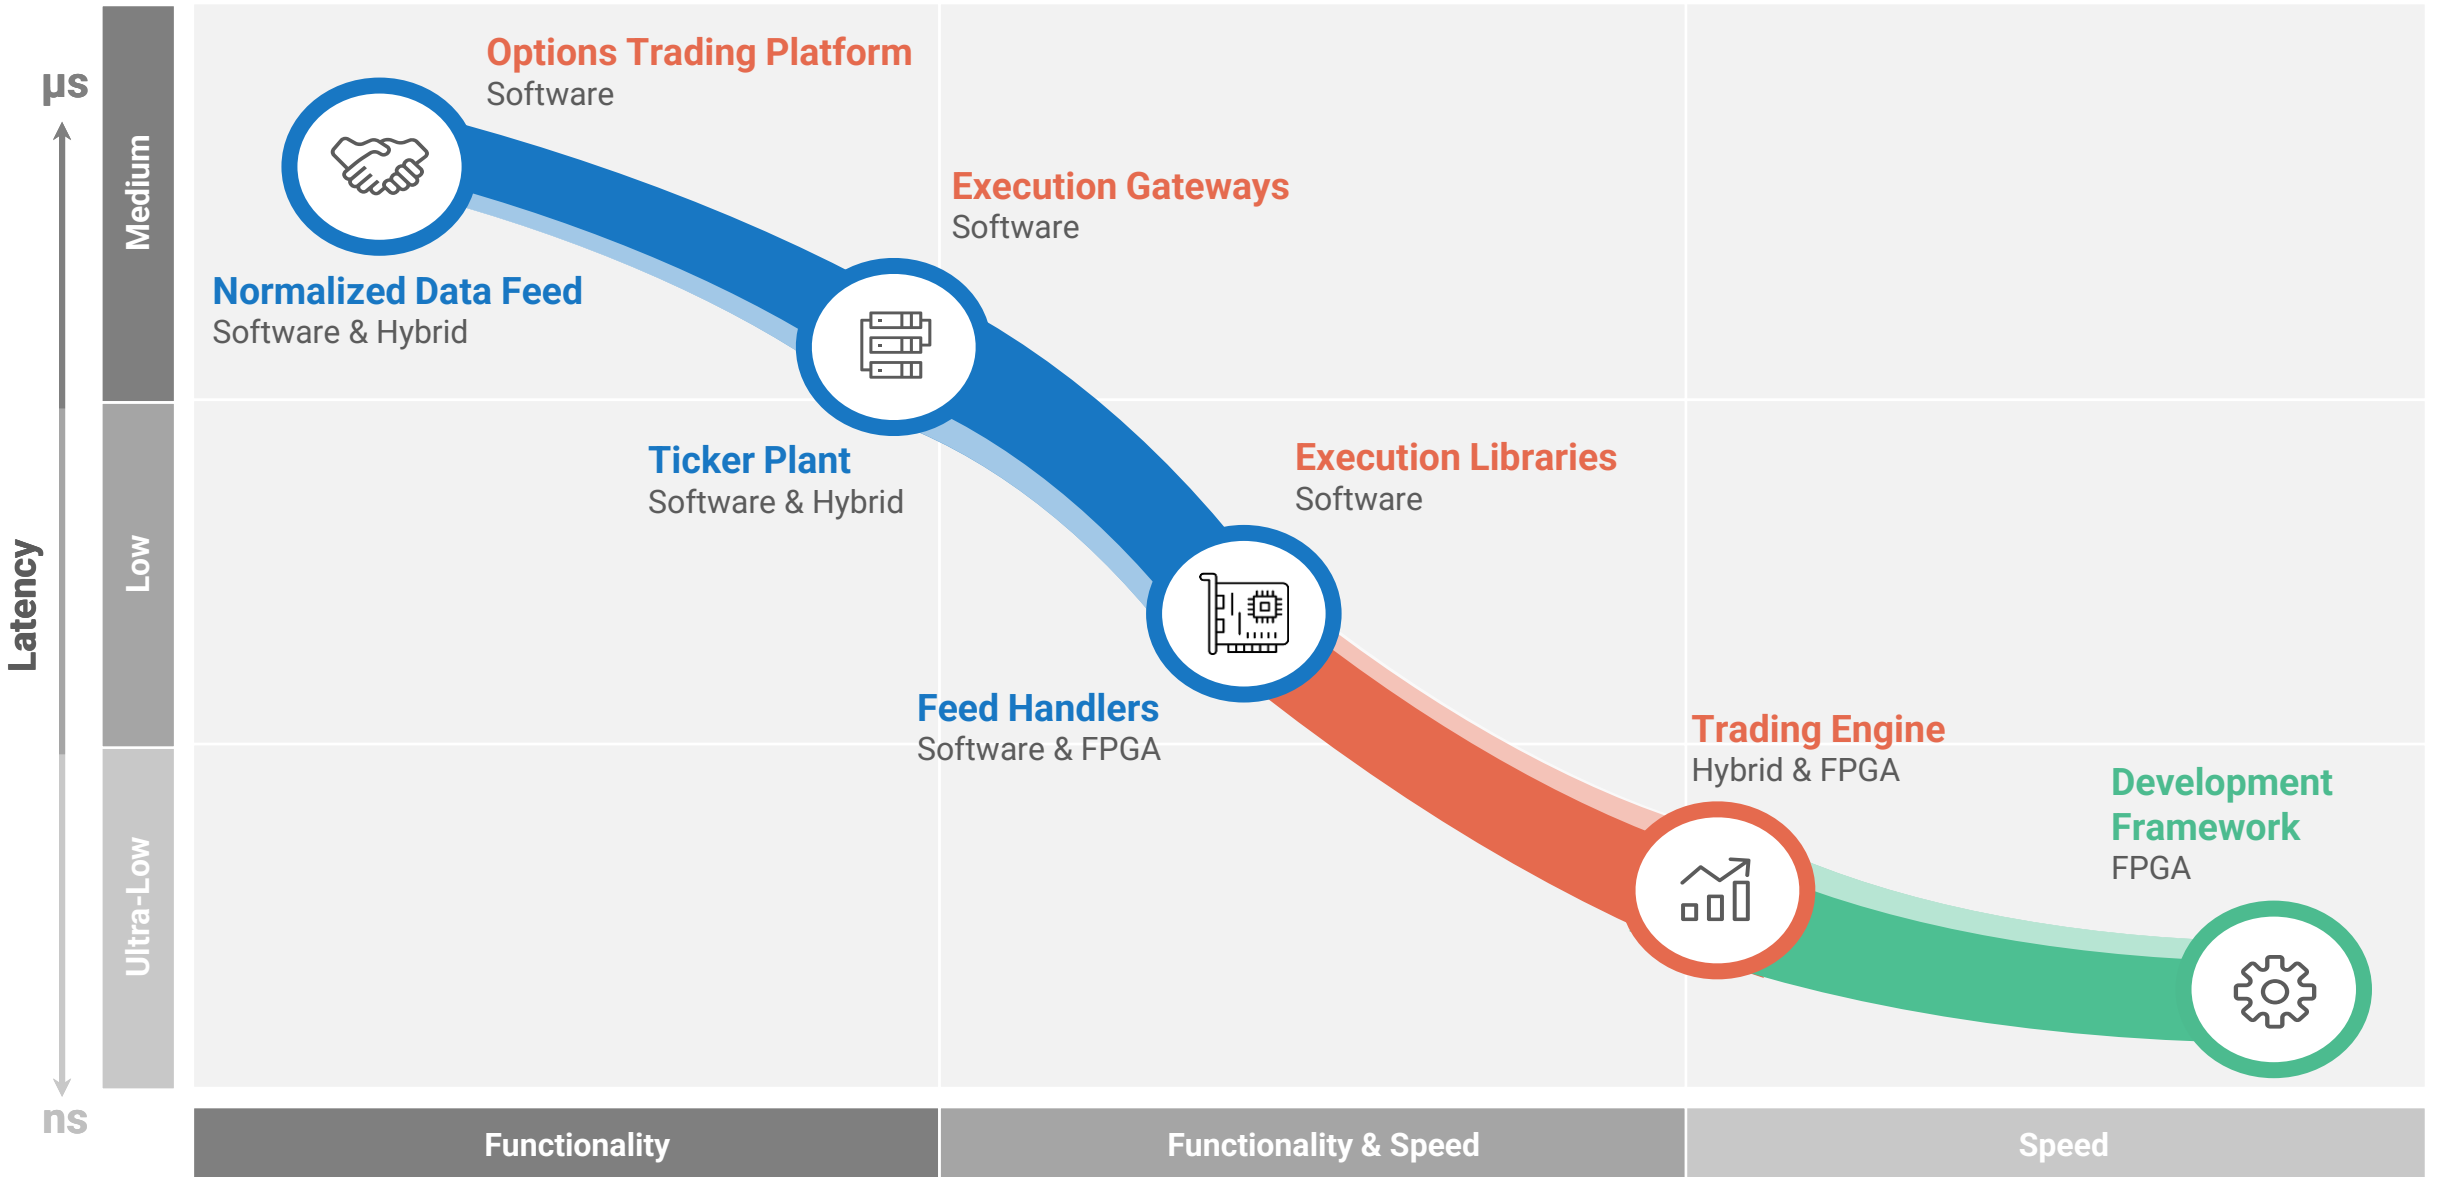 µs
Latency
ns
Medium
Low
Ultra-Low
Options Trading Platform
Software
Normalized Data Feed
Software & Hybrid
Execution Gateways
Software
Ticker Plant
Software & Hybrid
Execution Libraries
Software
Feed Handlers
Software & FPGA
Trading Engine
Hybrid & FPGA
Development
Framework
FPGA
Functionality
Functionality & Speed
Speed